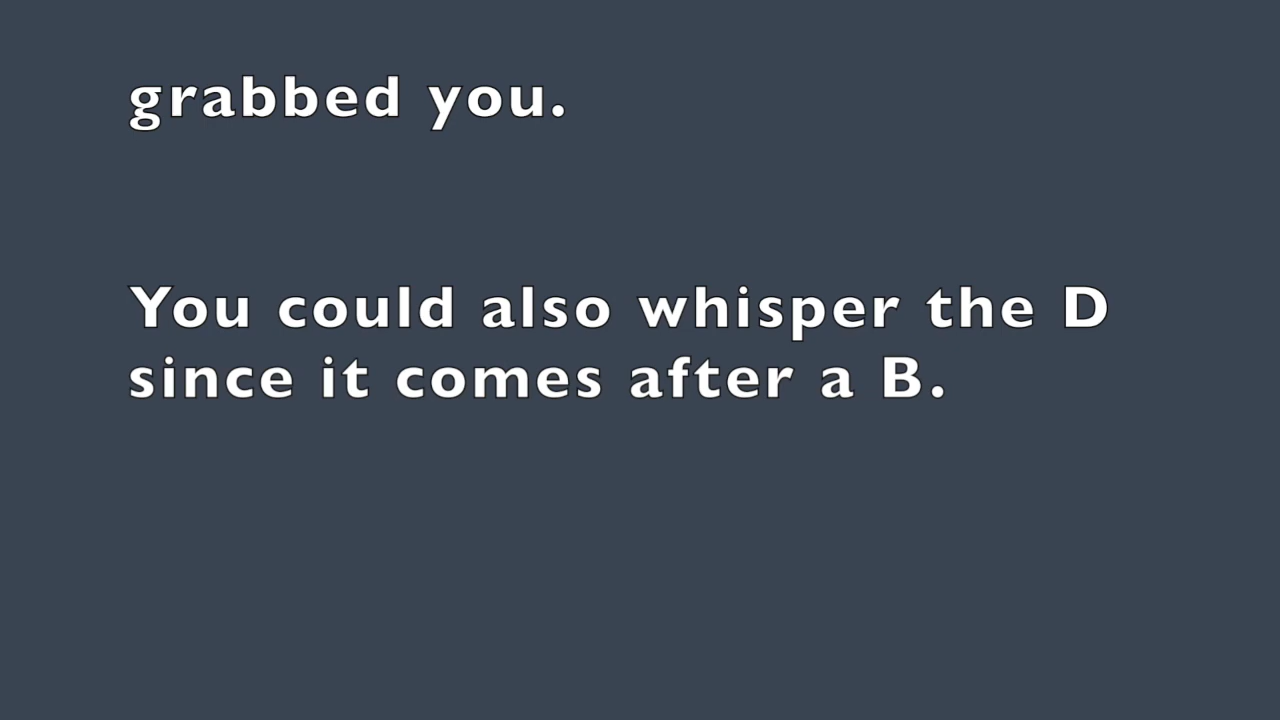 grabbed you.
You could also whisper the D
since it comes after a B.